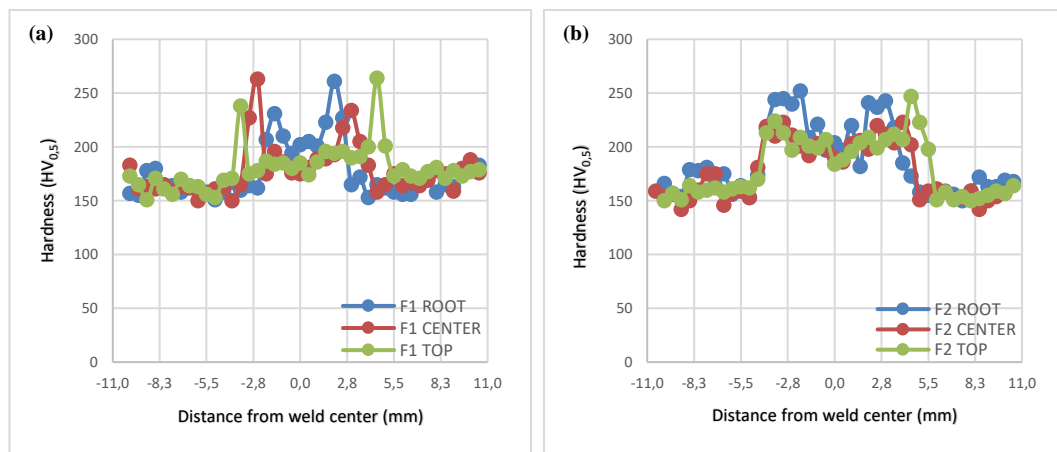 (a)
300
250
200
150
100
50
0
Hardness (HV0,5)
F1 ROOT
F1 CENTER
F1 TOP
-11,0 -8,3 -5,5 -2,8 0,0 2,8 5,5 8,3 11,0
Distance from weld center (mm)
(b)
300
250
200
150
100
50
0
Hardness (HV0,5)
F2 ROOT
F2 CENTER
F2 TOP
-11,0 -8,3 -5,5 -2,8 0,0 2,8 5,5 8,3 11,0
Distance from weld center (mm)